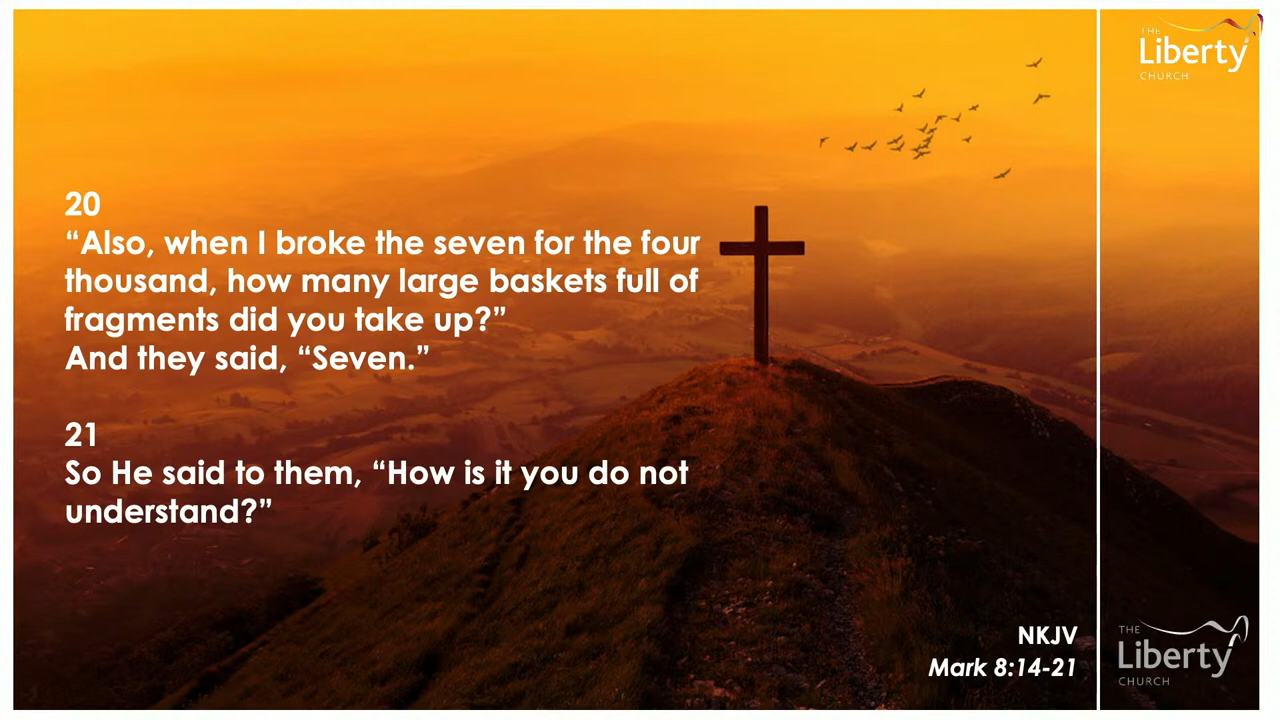 THE
Liberty
CHURCH
20
“Also, when I broke the seven for the four
thousand, how many large baskets full of
fragments did you take up?”
And they said, “Seven.”
21
So He said to them, “How is it you do not
understand?”
NKJV
Mark 8:14-21
THE
Liberty
CHURCH